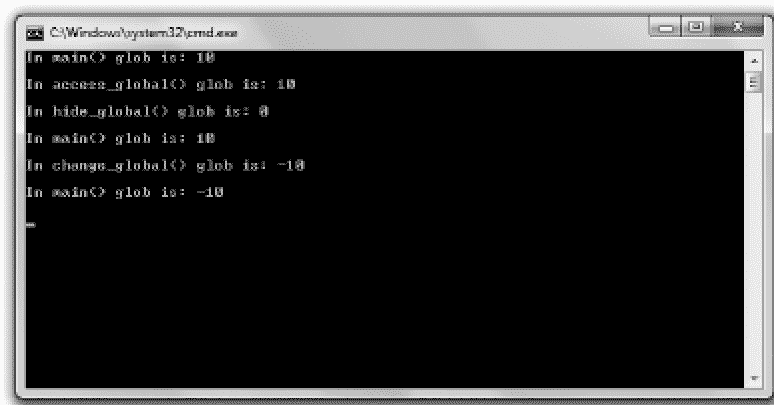 C:\Windows\system32\cmd.exe
In main() glob is: 10
In access_global() glob is: 10
In hide_global() glob is: 0
In main() glob is: 10
In change_global() glob is: -10
In main() glob is: -10